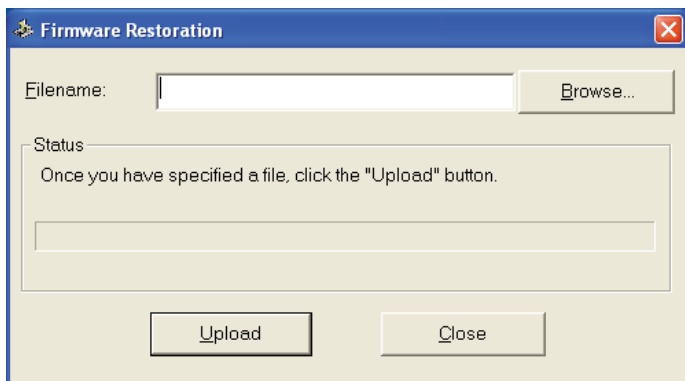 Firmware Restoration
Filename:
Browse...
Status
Once you have specified a file, click the "Upload" button.
Upload
Close